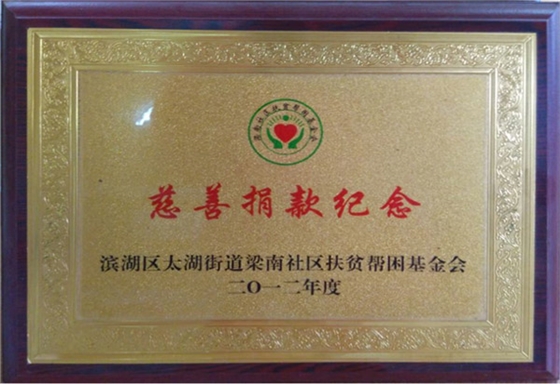 慈善捐款纪念
滨湖区太湖街道梁南社区扶贫帮困基金会
二〇一二年度